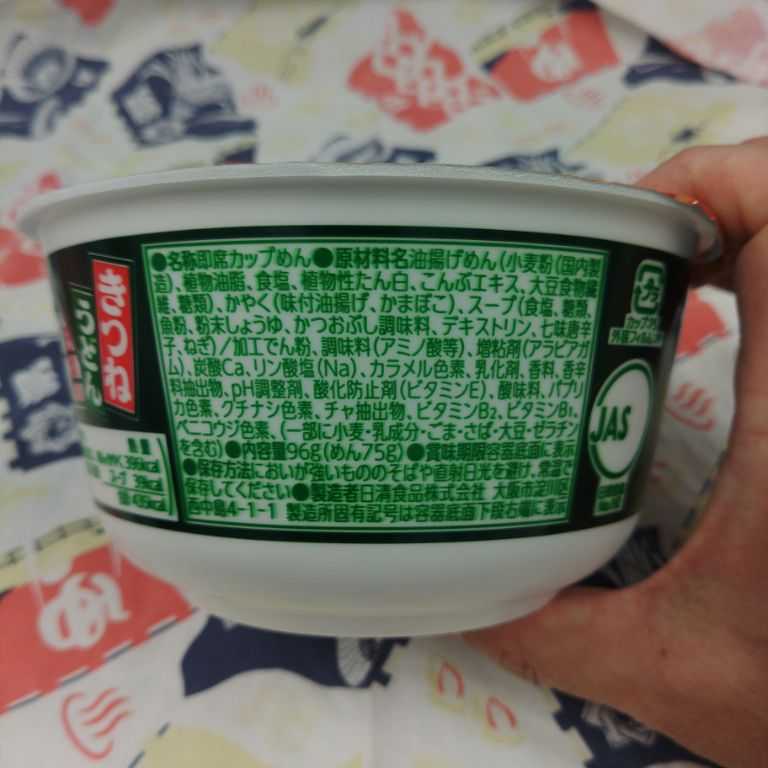 ●名称即席カップめん●原材料名油揚げめん(小麦粉(国内製
造)、植物油脂、食塩、植物性たん白、こんぶエキス、大豆食物繊
維、糖類)、かやく(味付油揚げ、かまぼこ)、スープ(食塩、糖類、
魚粉、粉末しょうゆ、かつおぶし調味料、デキストリン、七味唐辛
子、ねぎ)/加工でん粉、調味料(アミノ酸等)、増粘剤(アラビアガ
ム)、炭酸Ca、リン酸塩(Na)、カラメル色素、乳化剤、香料、香辛
料抽出物、pH調整剤、酸化防止剤(ビタミンE)、酸味料、パプリ
カ色素、クチナシ色素、チャ抽出物、ビタミンB₂、ビタミンB₁、
ベニコウジ色素、(一部に小麦・乳成分・ごま・さば・大豆・ゼラチン
を含む)●内容量96g(めん75g)●賞味期限容器底面に表示
●保存方法においが強いもののそばや直射日光を避け、常温で
保存してください●製造者日清食品株式会社 大阪市淀川区
西中島4-1-1 製造所固有記号は容器底面下段右端に表示
きつね
うどん
プラ
カップ・フタ
外装フィルム
JAS
ゆ
ゆ